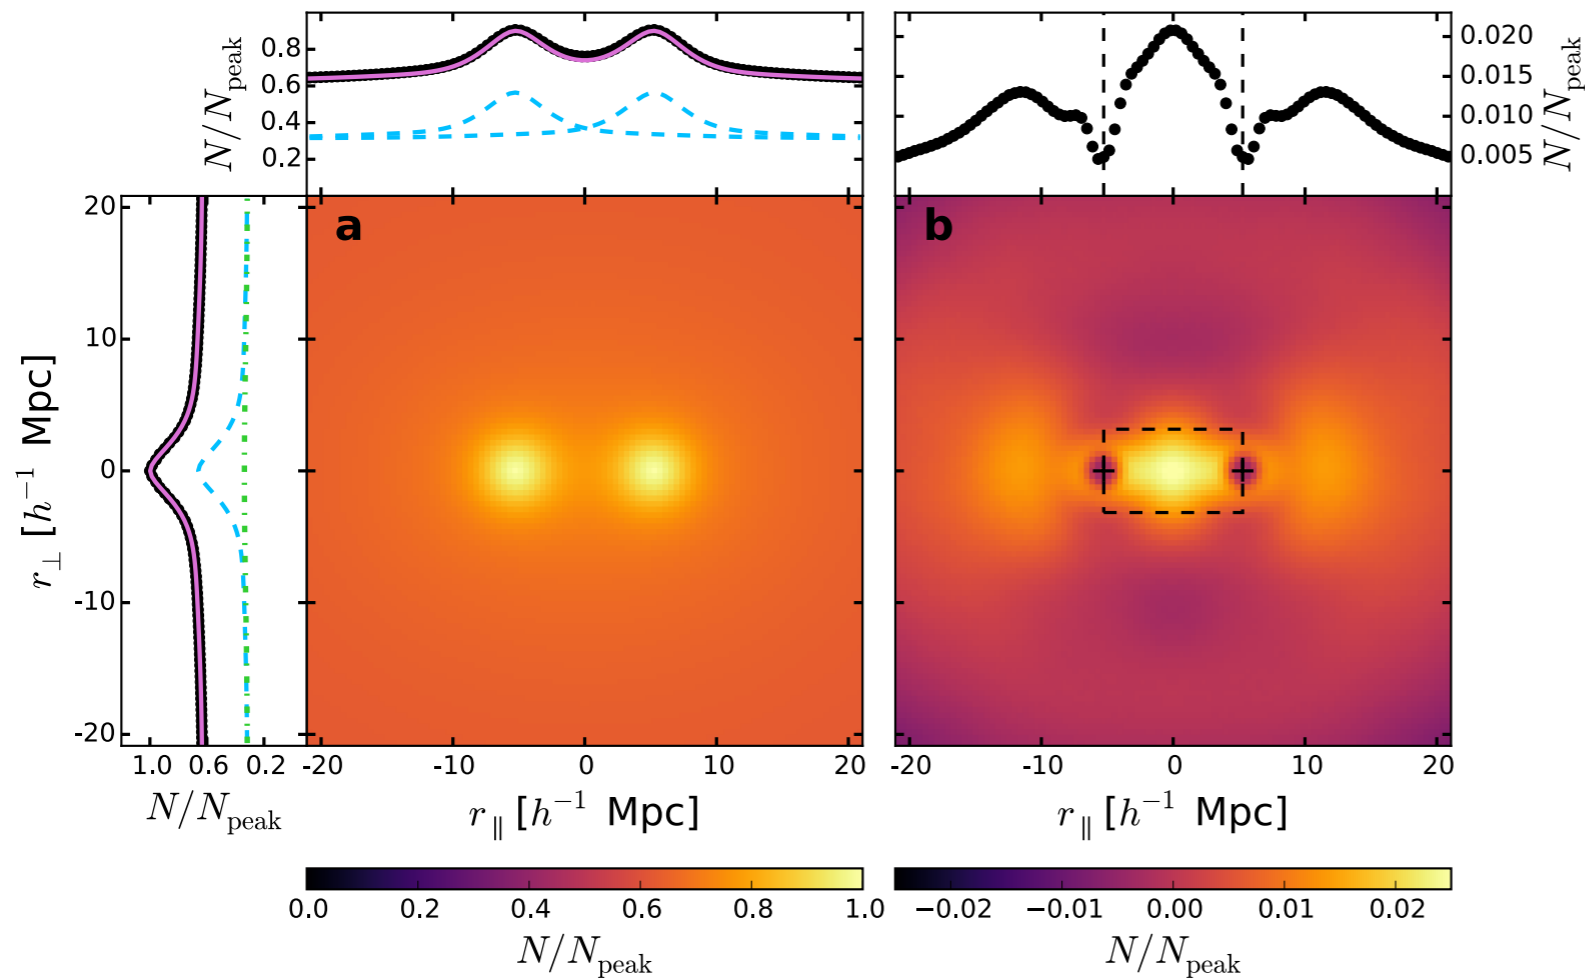 N/N_peak
0.8
0.6
0.4
0.2
0.020
0.015
0.010
0.005
N/N_peak
a
b
r_⊥ [h⁻¹ Mpc]
20
10
0
-10
-20
1.0 0.6 0.2
N/N_peak
-20 -10 0 10 20
r_∥ [h⁻¹ Mpc]
-20 -10 0 10 20
r_∥ [h⁻¹ Mpc]
0.0 0.2 0.4 0.6 0.8 1.0
N/N_peak
−0.02 −0.01 0.00 0.01 0.02
N/N_peak